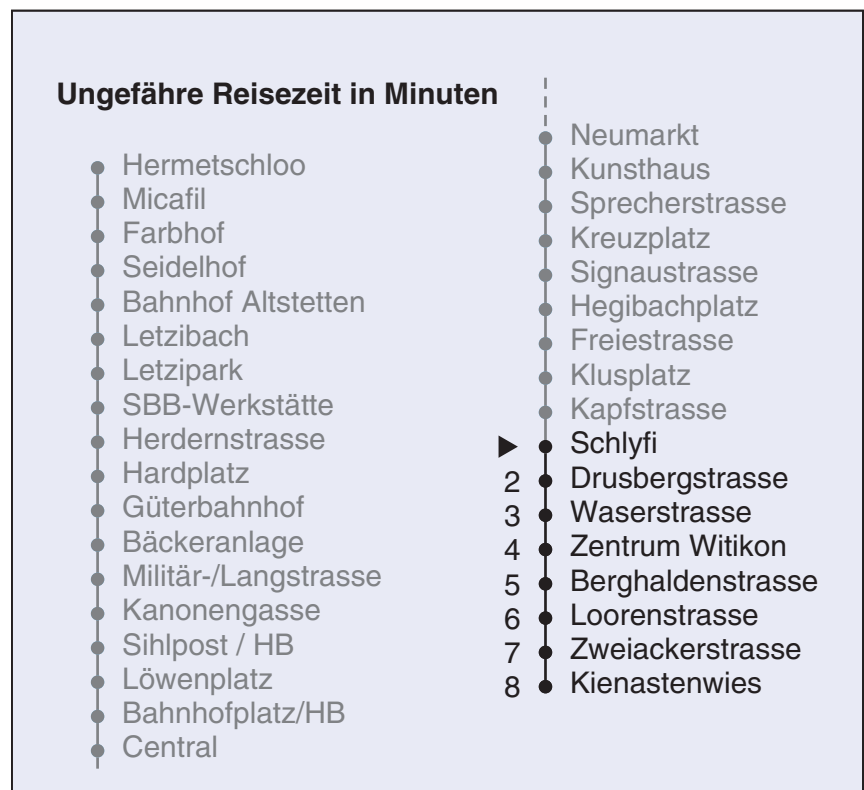 Ungefähre Reisezeit in Minuten
Hermetschloo
Micafil
Farbhof
Seidelhof
Bahnhof Altstetten
Letzibach
Letzipark
SBB-Werkstätte
Herdernstrasse
Hardplatz
Güterbahnhof
Bäckeranlage
Militär-/Langstrasse
Kanonengasse
Sihlpost / HB
Löwenplatz
Bahnhofplatz/HB
Central
Neumarkt
Kunsthaus
Sprecherstrasse
Kreuzplatz
Signaustrasse
Hegibachplatz
Freiestrasse
Klusplatz
Kapfstrasse
Schlyfi
2 Drusbergstrasse
3 Waserstrasse
4 Zentrum Witikon
5 Berghaldenstrasse
6 Loorenstrasse
7 Zweiackerstrasse
8 Kienastenwies